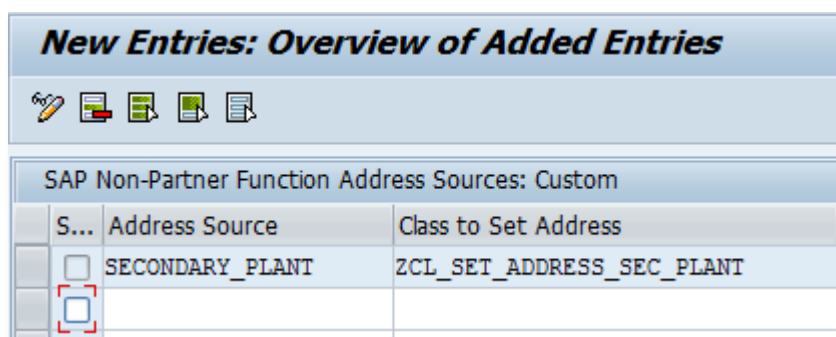 New Entries: Overview of Added Entries
SAP Non-Partner Function Address Sources: Custom
S... Address Source Class to Set Address
SECONDARY_PLANT ZCL_SET_ADDRESS_SEC_PLANT